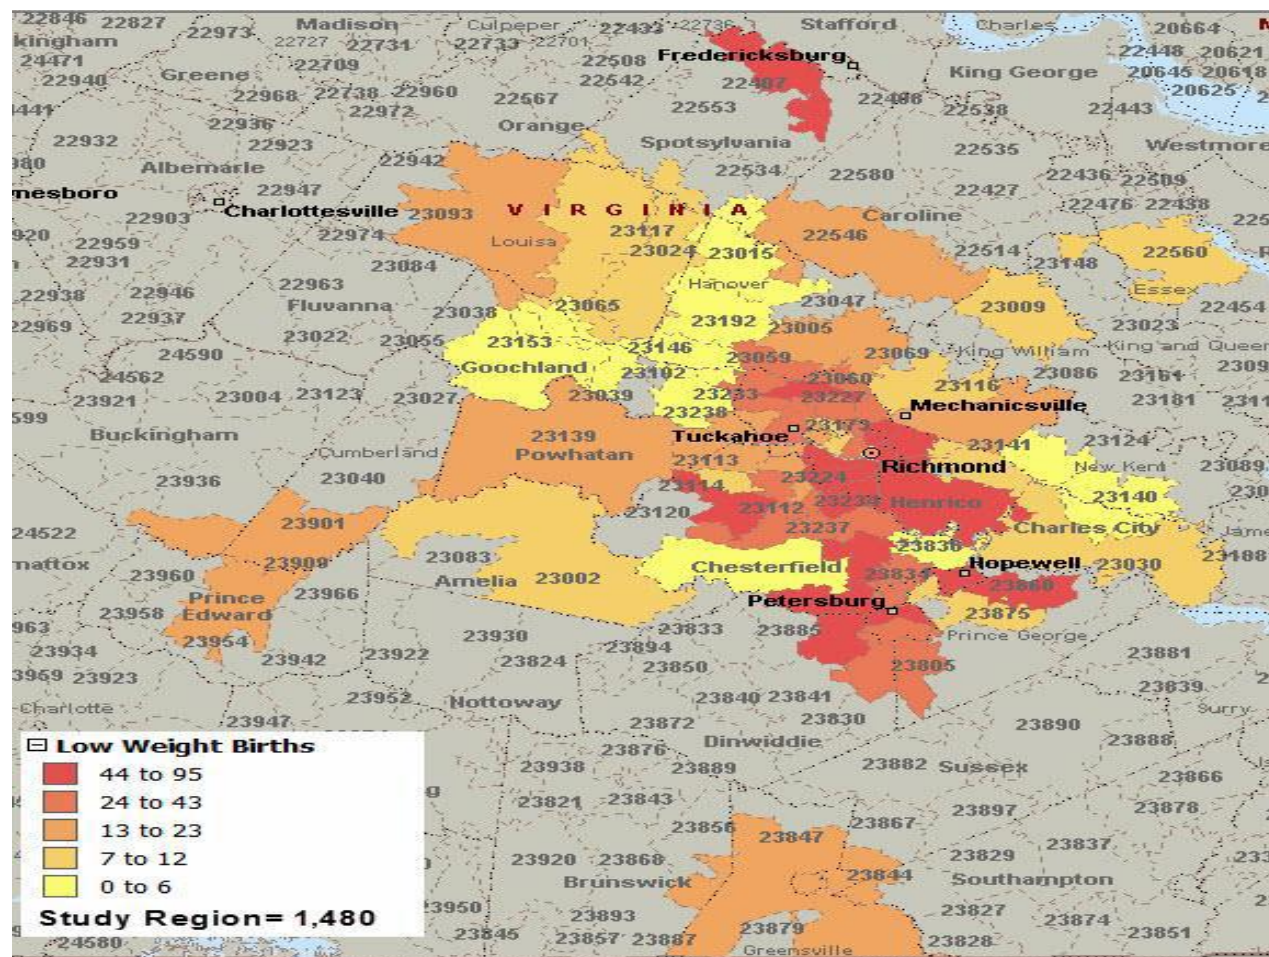 22846 22827
22973
Madison
Culpeper
22433
22736
Stafford
Charles
20664
kingham
22727 22731
22733 22701
Fredericksburg
22448 20621
24471
22709
22508
22407
King George
20645 20618
22940
Greene
22542
20625
22968 22738 22960
22567
22553
22538
22443
22972
Orange
22936
22932
22923
Spotsylvania
22535
Westmore
Albemarle
22942
22534
22580
22436 22509
nesboro
22947
22427
22903
Charlottesville
23093
VIRGINIA
Caroline
22476 22438
22974
Louisa
23117
22546
22959
23024 23015
22514
22560
22931
23084
23148
22938
22946
22963
Hanover
23047
Essex
22937
Fluvanna
23038
23065
23009
22454
22969
23192
23005
23023
23022
23055
23153
23146
23059
23069
King William
King and Queen
24590
Goochland
23102
23086
23161
24562
23060
23116
23921
23004 23123
23027
23039
23233
23227
23181
Mechanicsville
23238
Buckingham
23139
Tuckahoe
23173
Powhatan
23141
23124
Cumberland
23113
Richmond
New Kent
23089
23936
23040
23114
23224
23140
23120
23112
23234
Henrico
23901
23237
Charles City
24522
23083
23836
23188
mattox
23909
Chesterfield
Hopewell
23960
Amelia
23002
23834
23030
Prince
23966
23860
Edward
Petersburg
23958
23875
23954
23930
23833
23885
Prince George
23934
23942
23922
23894
23881
23824
23850
23805
3959 23923
23952
Nottoway
23840 23841
23839
Charlotte
23947
23872
23830
23890
Surry
Dinwiddie
23888
23876
23938
23889
23882
Sussex
23866
23821
23843
23897
23878
23856
23847
23867
23837
23920
23868
23829
Brunswick
23844
Southampton
23950
23893
23827
23874
23845
23857 23887
23879
23828
23851
Greensville
24580
Low Weight Births
44 to 95
24 to 43
13 to 23
7 to 12
0 to 6
Study Region= 1,480